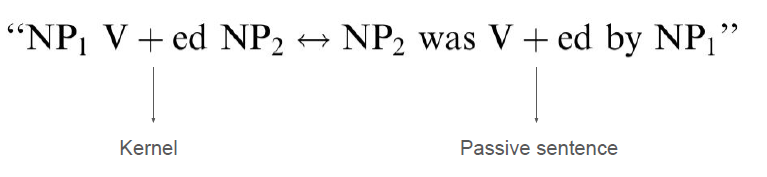 “NP₁ V + ed NP₂ ↔ NP₂ was V + ed by NP₁”
Kernel
Passive sentence